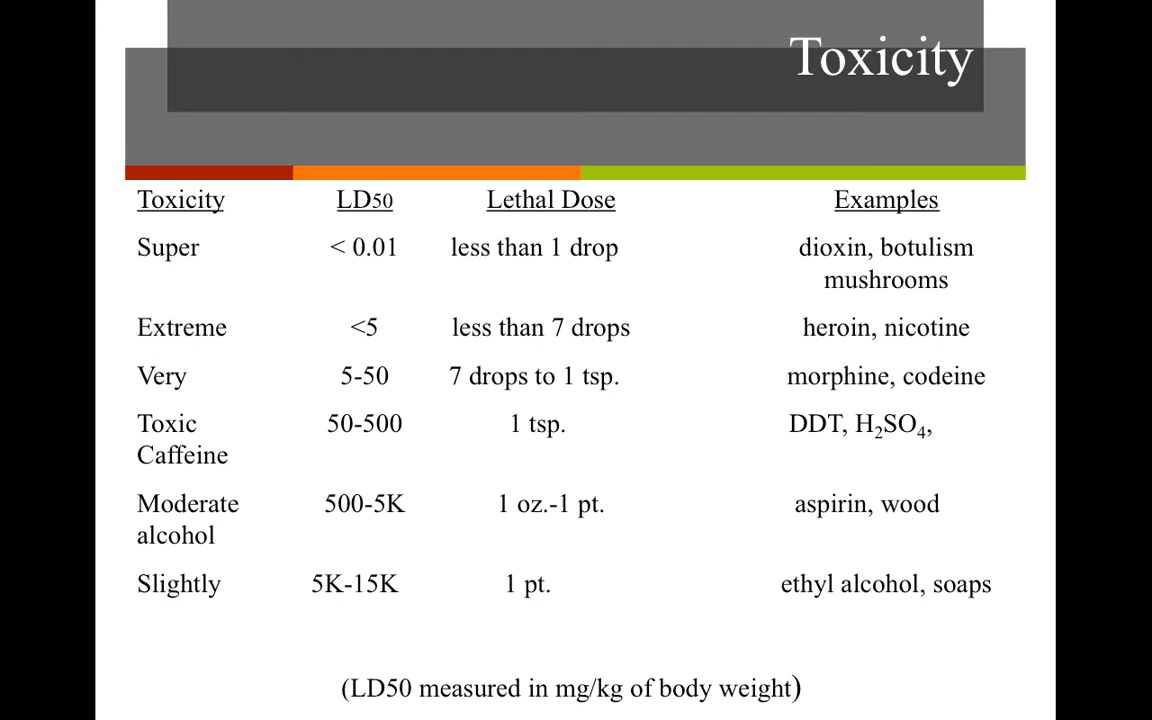 Toxicity
Toxicity LD50 Lethal Dose Examples
Super < 0.01 less than 1 drop dioxin, botulism
mushrooms
Extreme <5 less than 7 drops heroin, nicotine
Very 5-50 7 drops to 1 tsp. morphine, codeine
Toxic 50-500 1 tsp. DDT, H₂SO₄,
Caffeine
Moderate 500-5K 1 oz.-1 pt. aspirin, wood
alcohol
Slightly 5K-15K 1 pt. ethyl alcohol, soaps
(LD50 measured in mg/kg of body weight)